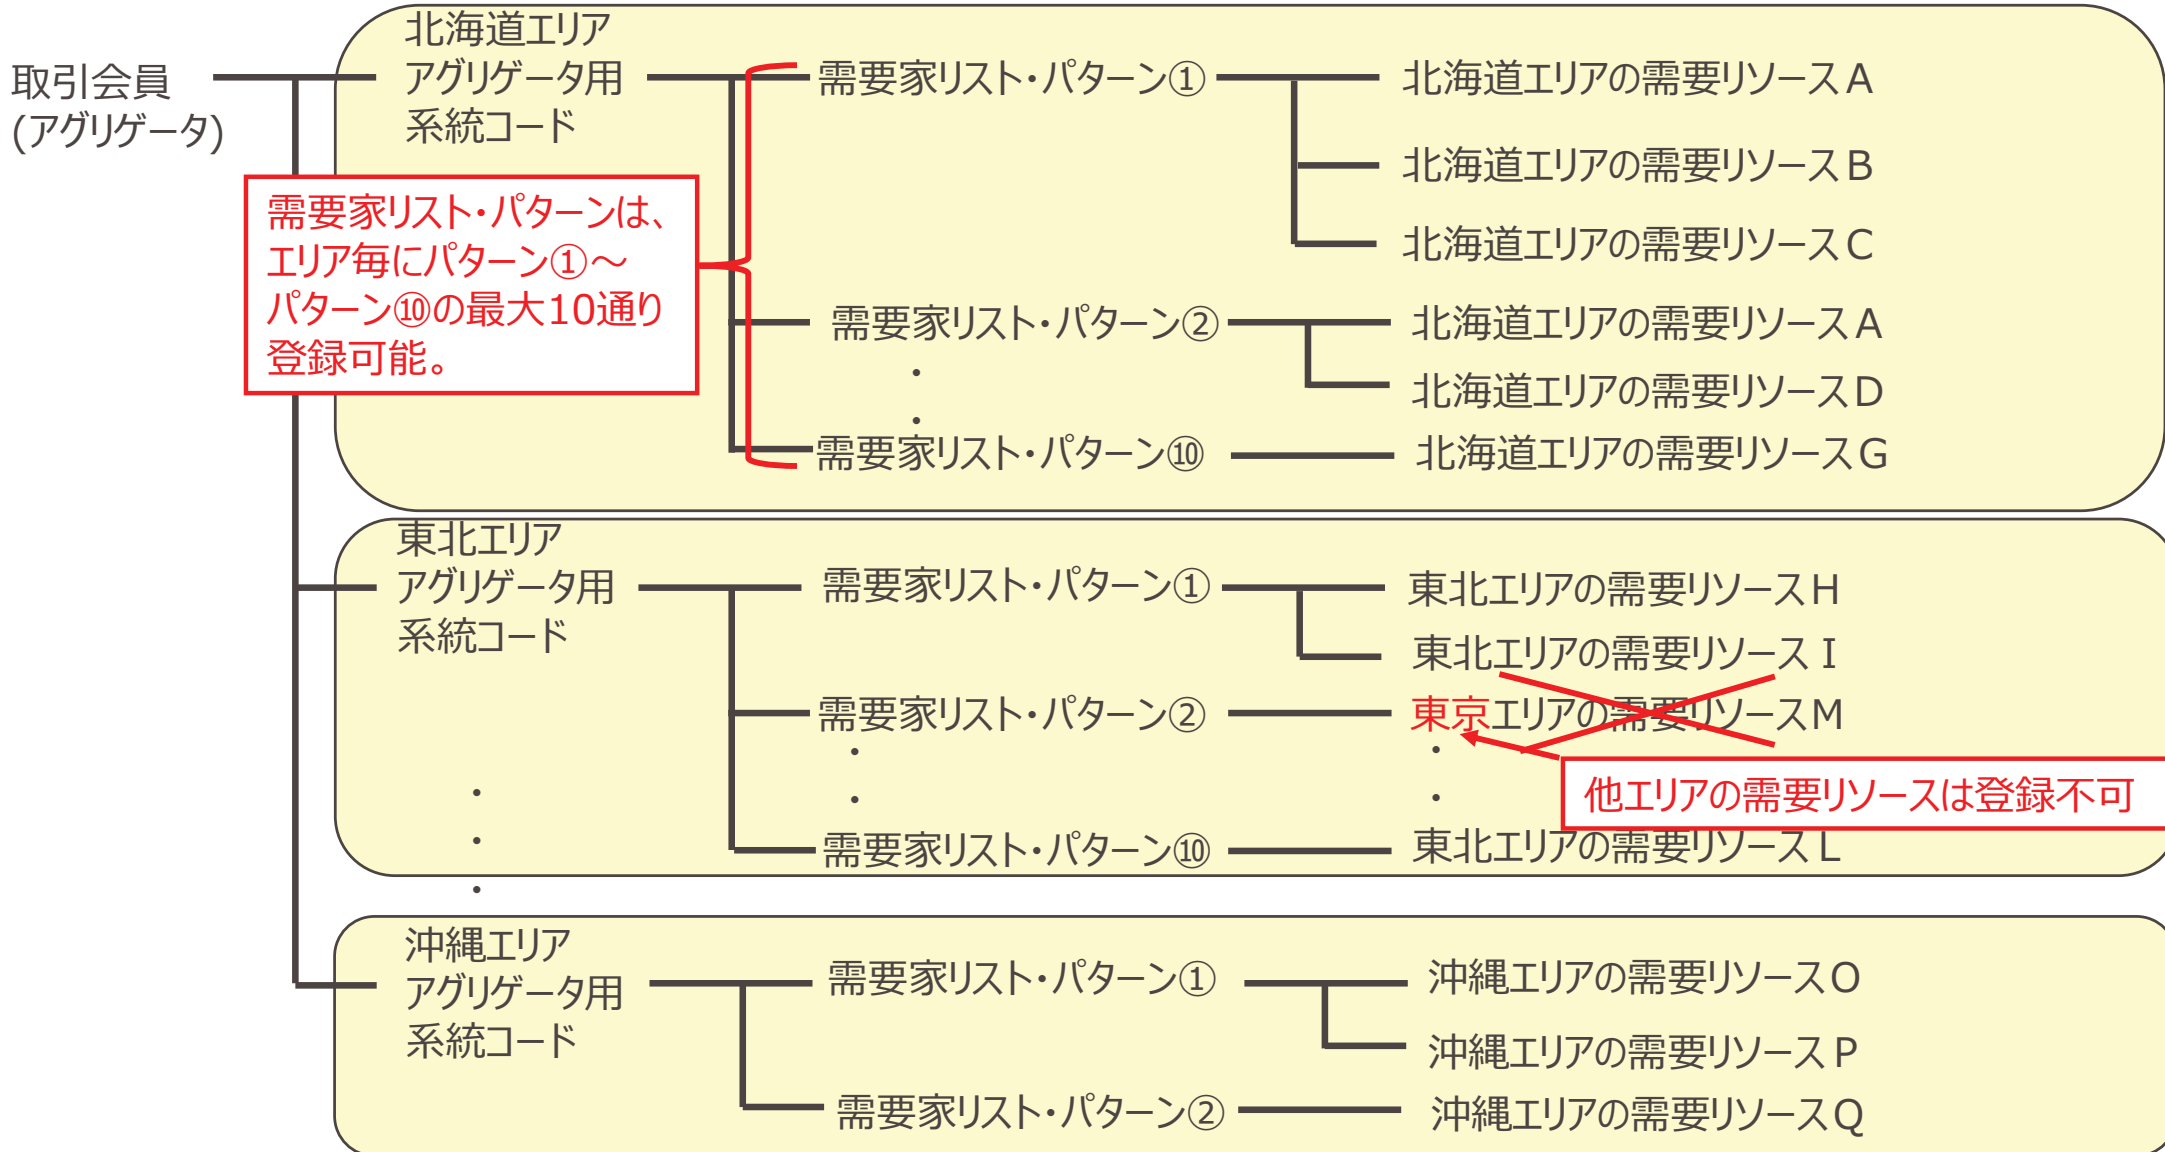 取引会員
(アグリゲータ)
北海道エリア
アグリゲータ用
系統コード
需要家リスト・パターン①
北海道エリアの需要リソースA
北海道エリアの需要リソースB
北海道エリアの需要リソースC
需要家リスト・パターンは、
エリア毎にパターン①～
パターン⑩の最大10通り
登録可能。
需要家リスト・パターン②
北海道エリアの需要リソースA
北海道エリアの需要リソースD
・
・
需要家リスト・パターン⑩
北海道エリアの需要リソースG
東北エリア
アグリゲータ用
系統コード
需要家リスト・パターン①
東北エリアの需要リソースH
東北エリアの需要リソースI
需要家リスト・パターン②
東京エリアの需要リソースM
・
・
・
・
他エリアの需要リソースは登録不可
需要家リスト・パターン⑩
東北エリアの需要リソースL
・
・
・
沖縄エリア
アグリゲータ用
系統コード
需要家リスト・パターン①
沖縄エリアの需要リソースO
沖縄エリアの需要リソースP
需要家リスト・パターン②
沖縄エリアの需要リソースQ